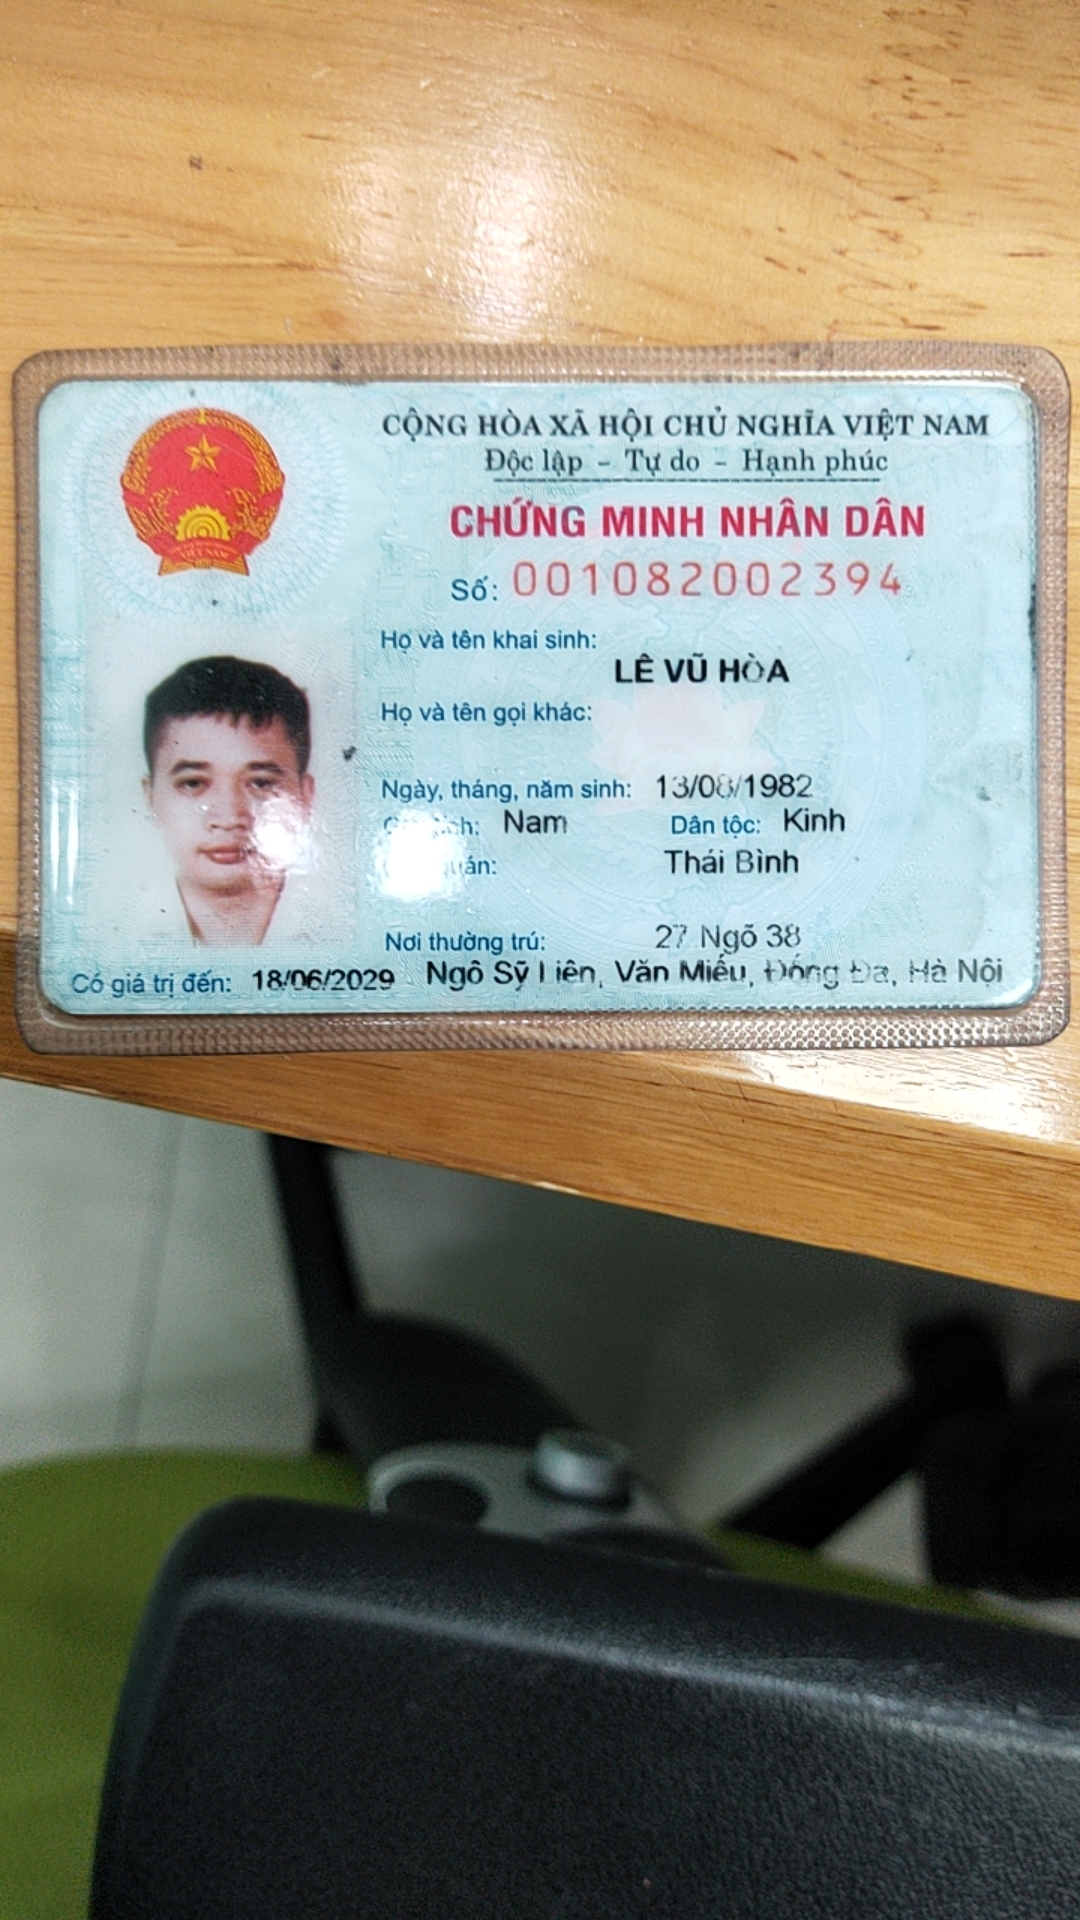 CỘNG HÒA XÃ HỘI CHỦ NGHĨA VIỆT NAM
Độc lập - Tự do - Hạnh phúc
CHỨNG MINH NHÂN DÂN
Số: 001082002394
Họ và tên khai sinh:
LÊ VŨ HÒA
Họ và tên gọi khác:
Ngày, tháng, năm sinh: 13/08/1982
Nam Dân tộc: Kinh
Thái Bình
Nơi thường trú: 27 Ngõ 38
Ngô Sỹ Liên, Văn Miếu, Đống Đa, Hà Nội
Có giá trị đến: 18/06/2029
VIỆT NAM